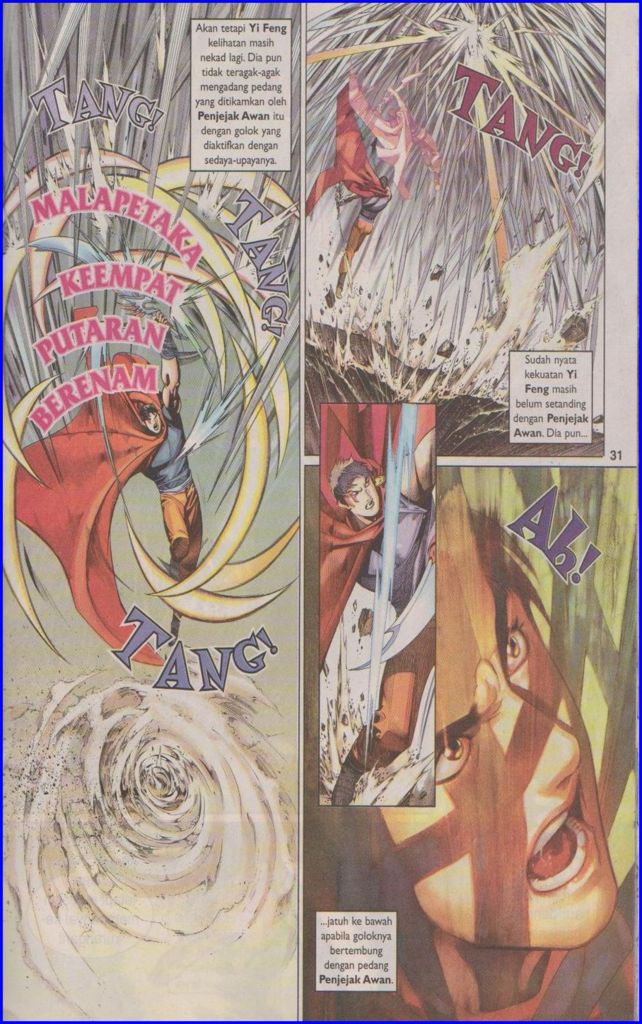 Akan tetapi Yi Feng
kelihatan masih
nekad lagi. Dia pun
tidak teragak-agak
mengadang pedang
yang ditikamkan oleh
Penjejak Awan itu
dengan golok yang
diaktifkan dengan
sedaya-upayanya.
TANG!
TANG!
MALAPETAKA
KEEMPAT
PUTARAN
BERENAM
TANG!
TANG!
Sudah nyata
kekuatan Yi
Feng masih
belum setanding
dengan Penjejak
Awan. Dia pun...
31
Ah!
...jatuh ke bawah
apabila goloknya
bertembung
dengan pedang
Penjejak Awan.